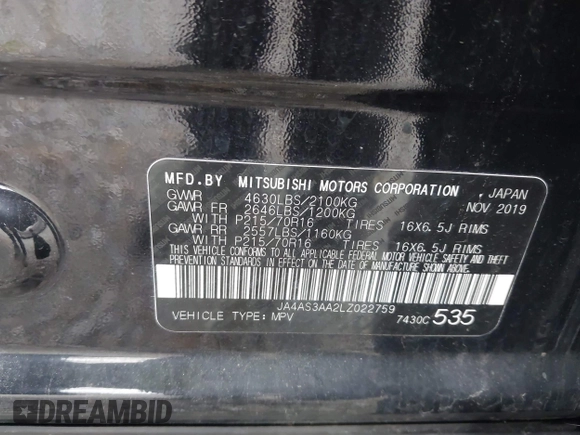 MFD.BY MITSUBISHI MOTORS CORPORATION , JAPAN
GVWR 4630LBS/2100KG NOV 2019
GAWR FR 2646LBS/1200KG
WITH P215/70R16 TIRES 16X6.5J RIMS
GAWR RR 2557LBS/1160KG
WITH P215/70R16 TIRES 16X6.5J RIMS
THIS VEHICLE CONFORMS TO ALL APPLICABLE FEDERAL MOTOR VEHICLE SAFETY AND THEFT PREVENTION STANDARDS IN EFFECT ON THE DATE OF MANUFACTURE SHOWN ABOVE.
JA4AS3AA2LZ022759
VEHICLE TYPE: MPV 7430C 535
DREAMBID